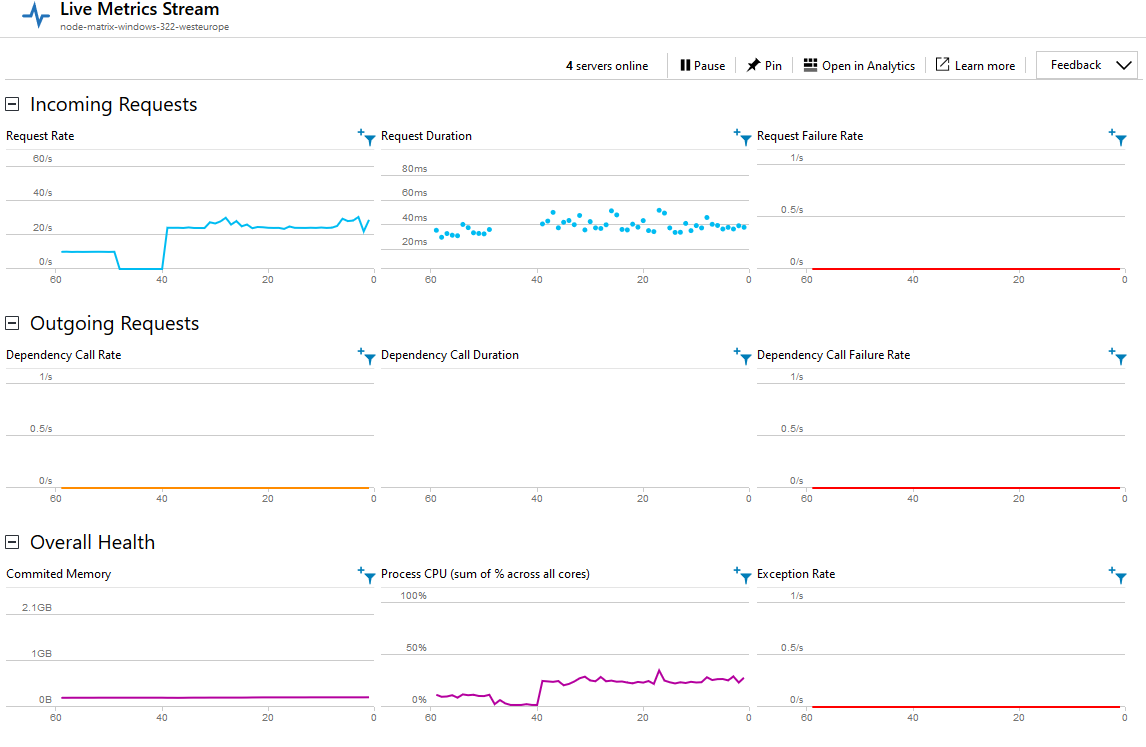 Live Metrics Stream
node-matrix-windows-322-westeurope
4 servers online Pause Pin Open in Analytics Learn more Feedback
Incoming Requests
Request Rate
60/s
40/s
20/s
0/s
60 40 20 0
Request Duration
80ms
60ms
40ms
20ms
60 40 20 0
Request Failure Rate
1/s
0.5/s
0/s
60 40 20 0
Outgoing Requests
Dependency Call Rate
1/s
0.5/s
0/s
60 40 20 0
Dependency Call Duration
60 40 20 0
Dependency Call Failure Rate
1/s
0.5/s
0/s
60 40 20 0
Overall Health
Commited Memory
2.1GB
1GB
0B
60 40 20 0
Process CPU (sum of % across all cores)
100%
50%
0%
60 40 20 0
Exception Rate
1/s
0.5/s
0/s
60 40 20 0